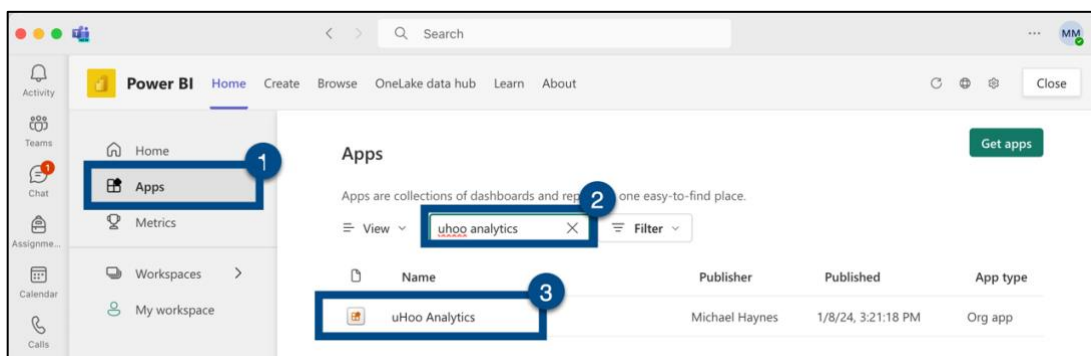 Search
MM
Activity
Teams
1
Chat
Assignme...
Calendar
Calls
Power BI Home Create Browse OneLake data hub Learn About
Close
Home
Apps
Metrics
Workspaces
My workspace
1
Apps
Get apps
Apps are collections of dashboards and one easy-to-find place.
2
View uhoo analytics Filter
Name Publisher Published App type
3
uHoo Analytics Michael Haynes 1/8/24, 3:21:18 PM Org app